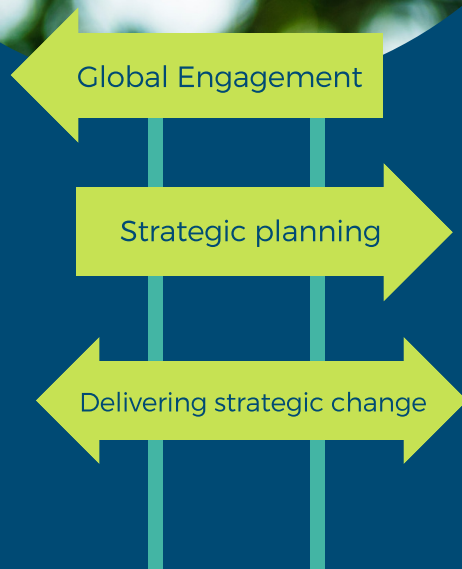 Global Engagement
Strategic planning
Delivering strategic change